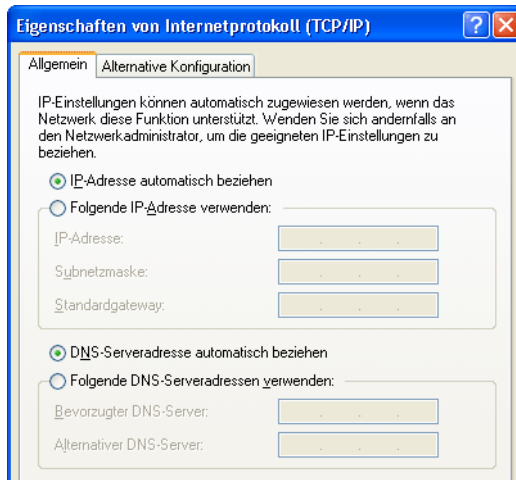 Eigenschaften von Internetprotokoll (TCP/IP)
Allgemein
Alternative Konfiguration
IP-Einstellungen können automatisch zugewiesen werden, wenn das
Netzwerk diese Funktion unterstützt. Wenden Sie sich andernfalls an
den Netzwerkadministrator, um die geeigneten IP-Einstellungen zu
beziehen.
IP-Adresse automatisch beziehen
Folgende IP-Adresse verwenden:
IP-Adresse:
Subnetzmaske:
Standardgateway:
DNS-Serveradresse automatisch beziehen
Folgende DNS-Serveradressen verwenden:
Bevorzugter DNS-Server:
Alternativer DNS-Server: